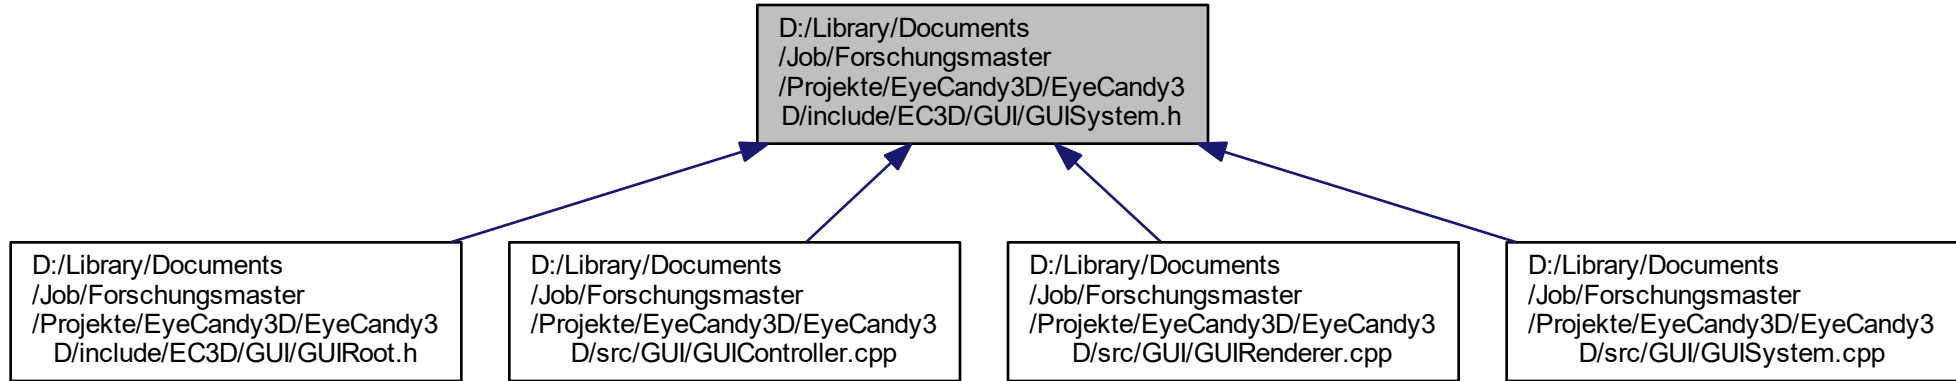 D:/Library/Documents
/Job/Forschungsmaster
/Projekte/EyeCandy3D/EyeCandy3
D/include/EC3D/GUI/GUISystem.h
D:/Library/Documents
/Job/Forschungsmaster
/Projekte/EyeCandy3D/EyeCandy3
D/include/EC3D/GUI/GUIRoot.h
D:/Library/Documents
/Job/Forschungsmaster
/Projekte/EyeCandy3D/EyeCandy3
D/src/GUI/GUIController.cpp
D:/Library/Documents
/Job/Forschungsmaster
/Projekte/EyeCandy3D/EyeCandy3
D/src/GUI/GUIRenderer.cpp
D:/Library/Documents
/Job/Forschungsmaster
/Projekte/EyeCandy3D/EyeCandy3
D/src/GUI/GUISystem.cpp